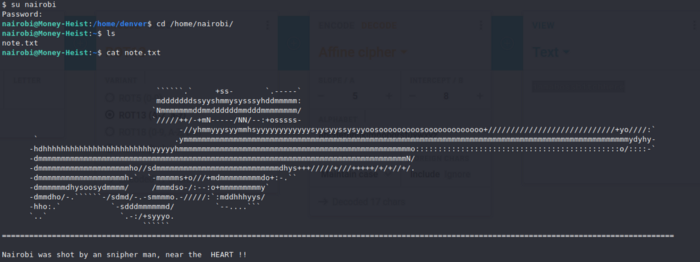 $ su nairobi
Password:
nairobi@Money-Heist:/home/denver$ cd /home/nairobi/
nairobi@Money-Heist:~$ ls
note.txt
nairobi@Money-Heist:~$ cat note.txt
Nairobi was shot by an snipher man, near the  HEART !!